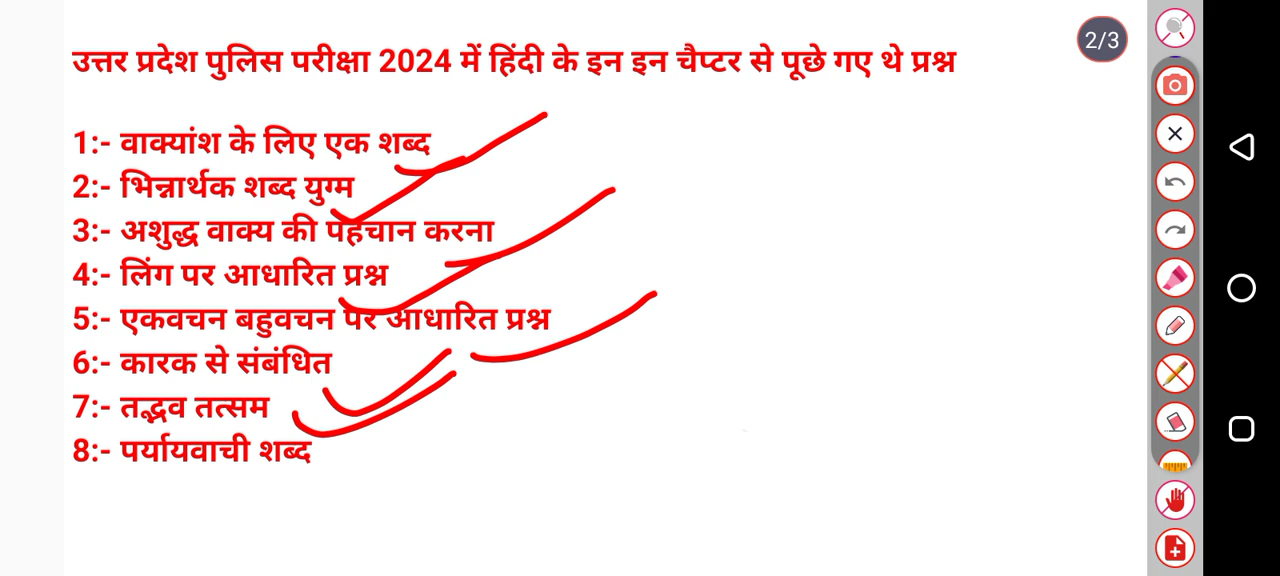 उत्तर प्रदेश पुलिस परीक्षा 2024 में हिंदी के इन इन चैप्टर से पूछे गए थे प्रश्न
2/3
1:- वाक्यांश के लिए एक शब्द
2:- भिन्नार्थक शब्द युग्म
3:- अशुद्ध वाक्य की पहचान करना
4:- लिंग पर आधारित प्रश्न
5:- एकवचन बहुवचन पर आधारित प्रश्न
6:- कारक से संबंधित
7:- तद्भव तत्सम
8:- पर्यायवाची शब्द